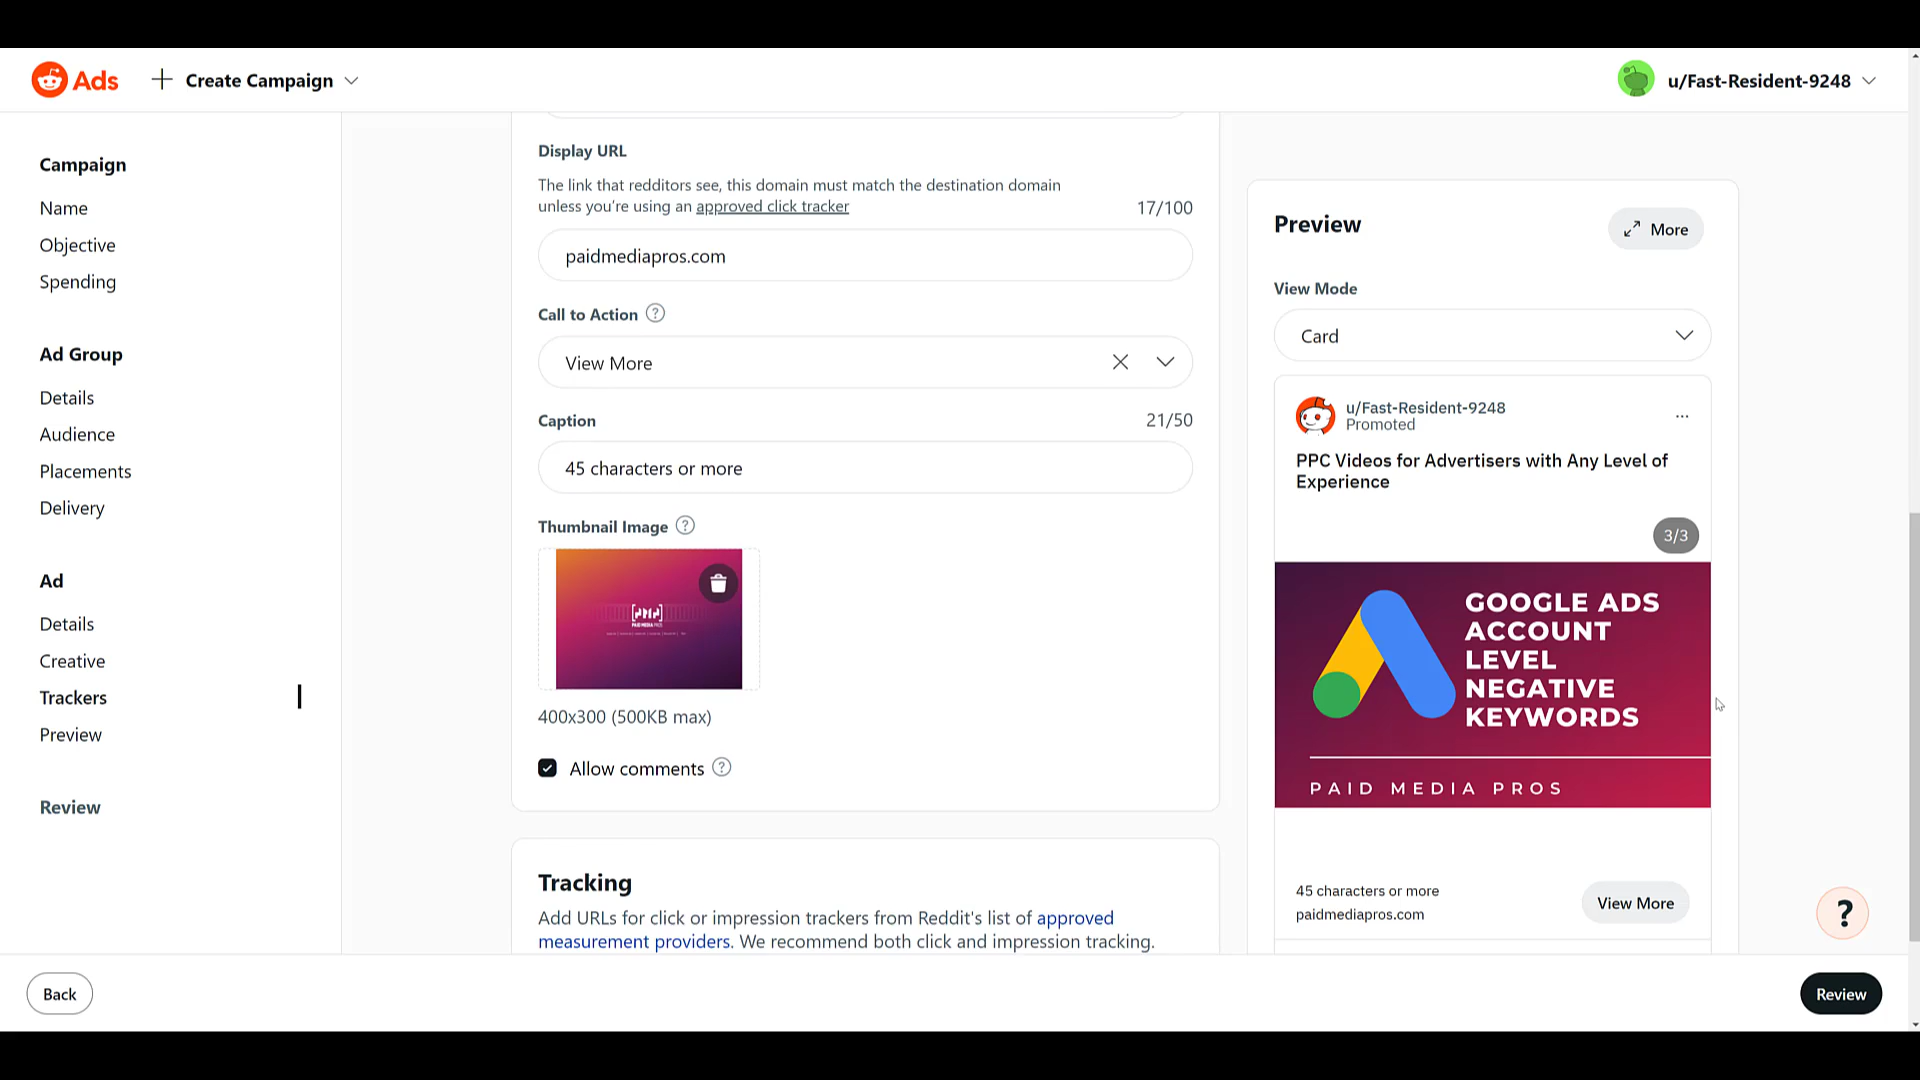 Ads
Create Campaign
u/Fast-Resident-9248
Campaign
Name
Objective
Spending
Ad Group
Details
Audience
Placements
Delivery
Ad
Details
Creative
Trackers
Preview
Review
Display URL
The link that redditors see, this domain must match the destination domain
unless you're using an approved click tracker
17/100
paidmediapros.com
Call to Action ?
View More
Caption
21/50
45 characters or more
Thumbnail Image ?
PAID MEDIA PROS
400x300 (500KB max)
Allow comments ?
Tracking
Add URLs for click or impression trackers from Reddit's list of approved
measurement providers. We recommend both click and impression tracking.
Preview
More
View Mode
Card
u/Fast-Resident-9248
Promoted
...
PPC Videos for Advertisers with Any Level of
Experience
3/3
GOOGLE ADS
ACCOUNT
LEVEL
NEGATIVE
KEYWORDS
PAID MEDIA PROS
45 characters or more
paidmediapros.com
View More
?
Back
Review